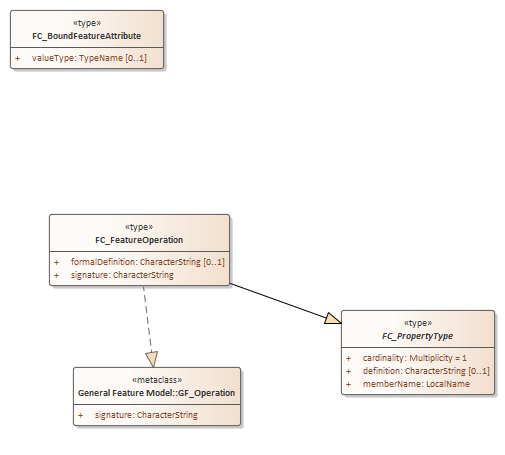 «type»
FC_BoundFeatureAttribute
+ valueType: TypeName [0..1]
«type»
FC_FeatureOperation
+ formalDefinition: CharacterString [0..1]
+ signature: CharacterString
«type»
FC_PropertyType
+ cardinality: Multiplicity = 1
+ definition: CharacterString [0..1]
+ memberName: LocalName
«metaclass»
General Feature Model::GF_Operation
+ signature: CharacterString